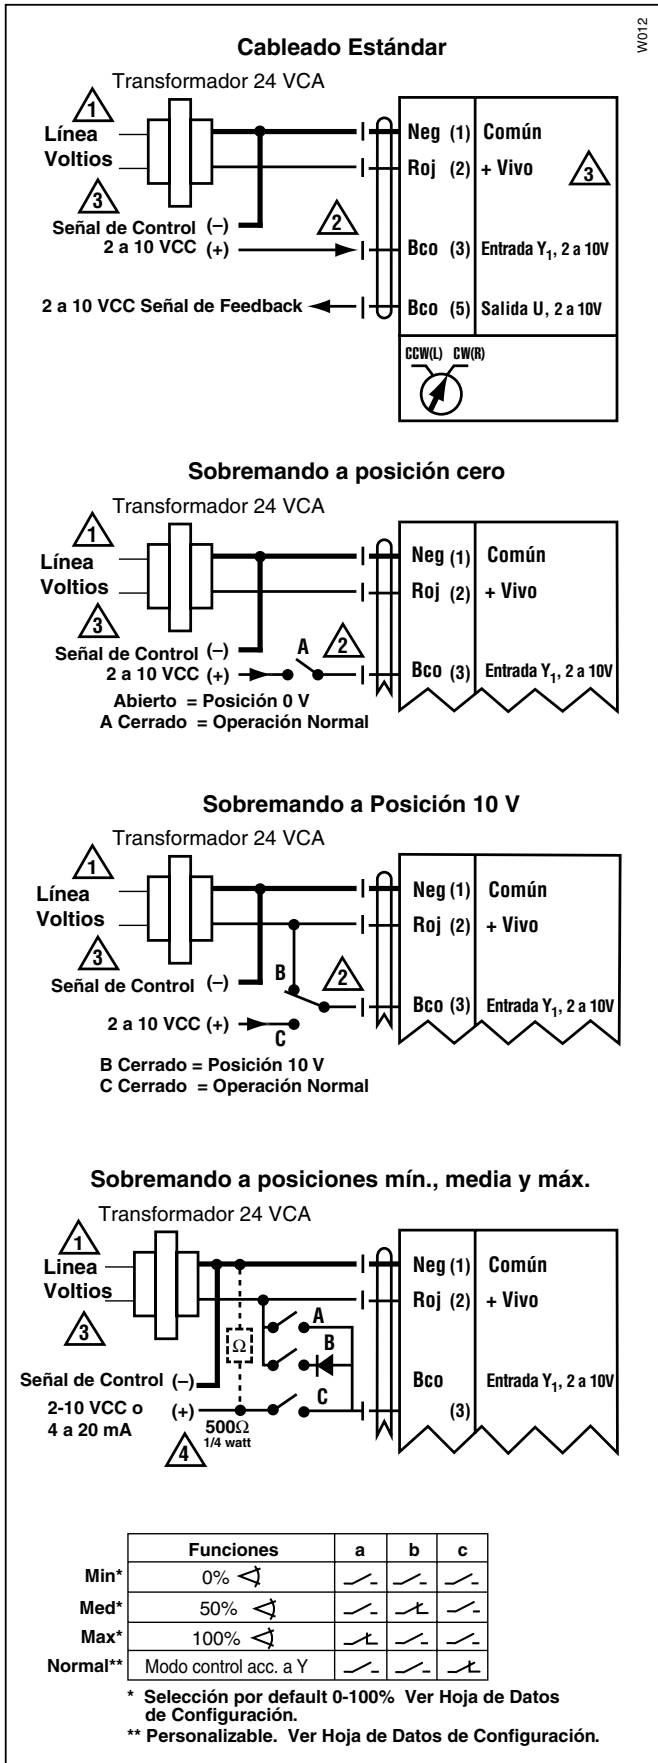 W012
Cableado Estándar
Transformador 24 VCA
1
Línea
Voltios
Neg (1) Común
Roj (2) + Vivo
3
3
Señal de Control (–)
2 a 10 VCC (+)
2
Bco (3) Entrada Y1, 2 a 10V
2 a 10 VCC Señal de Feedback
Bco (5) Salida U, 2 a 10V
CCW(L) CW(R)
Sobremando a posición cero
Transformador 24 VCA
1
Línea
Voltios
Neg (1) Común
Roj (2) + Vivo
3
Señal de Control (–)
2 a 10 VCC (+)
A
2
Bco (3) Entrada Y1, 2 a 10V
Abierto = Posición 0 V
A Cerrado = Operación Normal
Sobremando a Posición 10 V
Transformador 24 VCA
1
Línea
Voltios
Neg (1) Común
Roj (2) + Vivo
3
Señal de Control (–)
B
2
2 a 10 VCC (+)
C
Bco (3) Entrada Y1, 2 a 10V
B Cerrado = Posición 10 V
C Cerrado = Operación Normal
Sobremando a posiciones mín., media y máx.
Transformador 24 VCA
1
Linea
Voltios
Neg (1) Común
Roj (2) + Vivo
3
A
Ω
B
Señal de Control (–)
C
Bco Entrada Y1, 2 a 10V
(3)
2-10 VCC o (+)
4 a 20 mA
4
500Ω
1/4 watt
Funciones a b c
Min* 0%
Med* 50%
Max* 100%
Normal** Modo control acc. a Y
* Selección por default 0-100% Ver Hoja de Datos
de Configuración.
** Personalizable. Ver Hoja de Datos de Configuración.